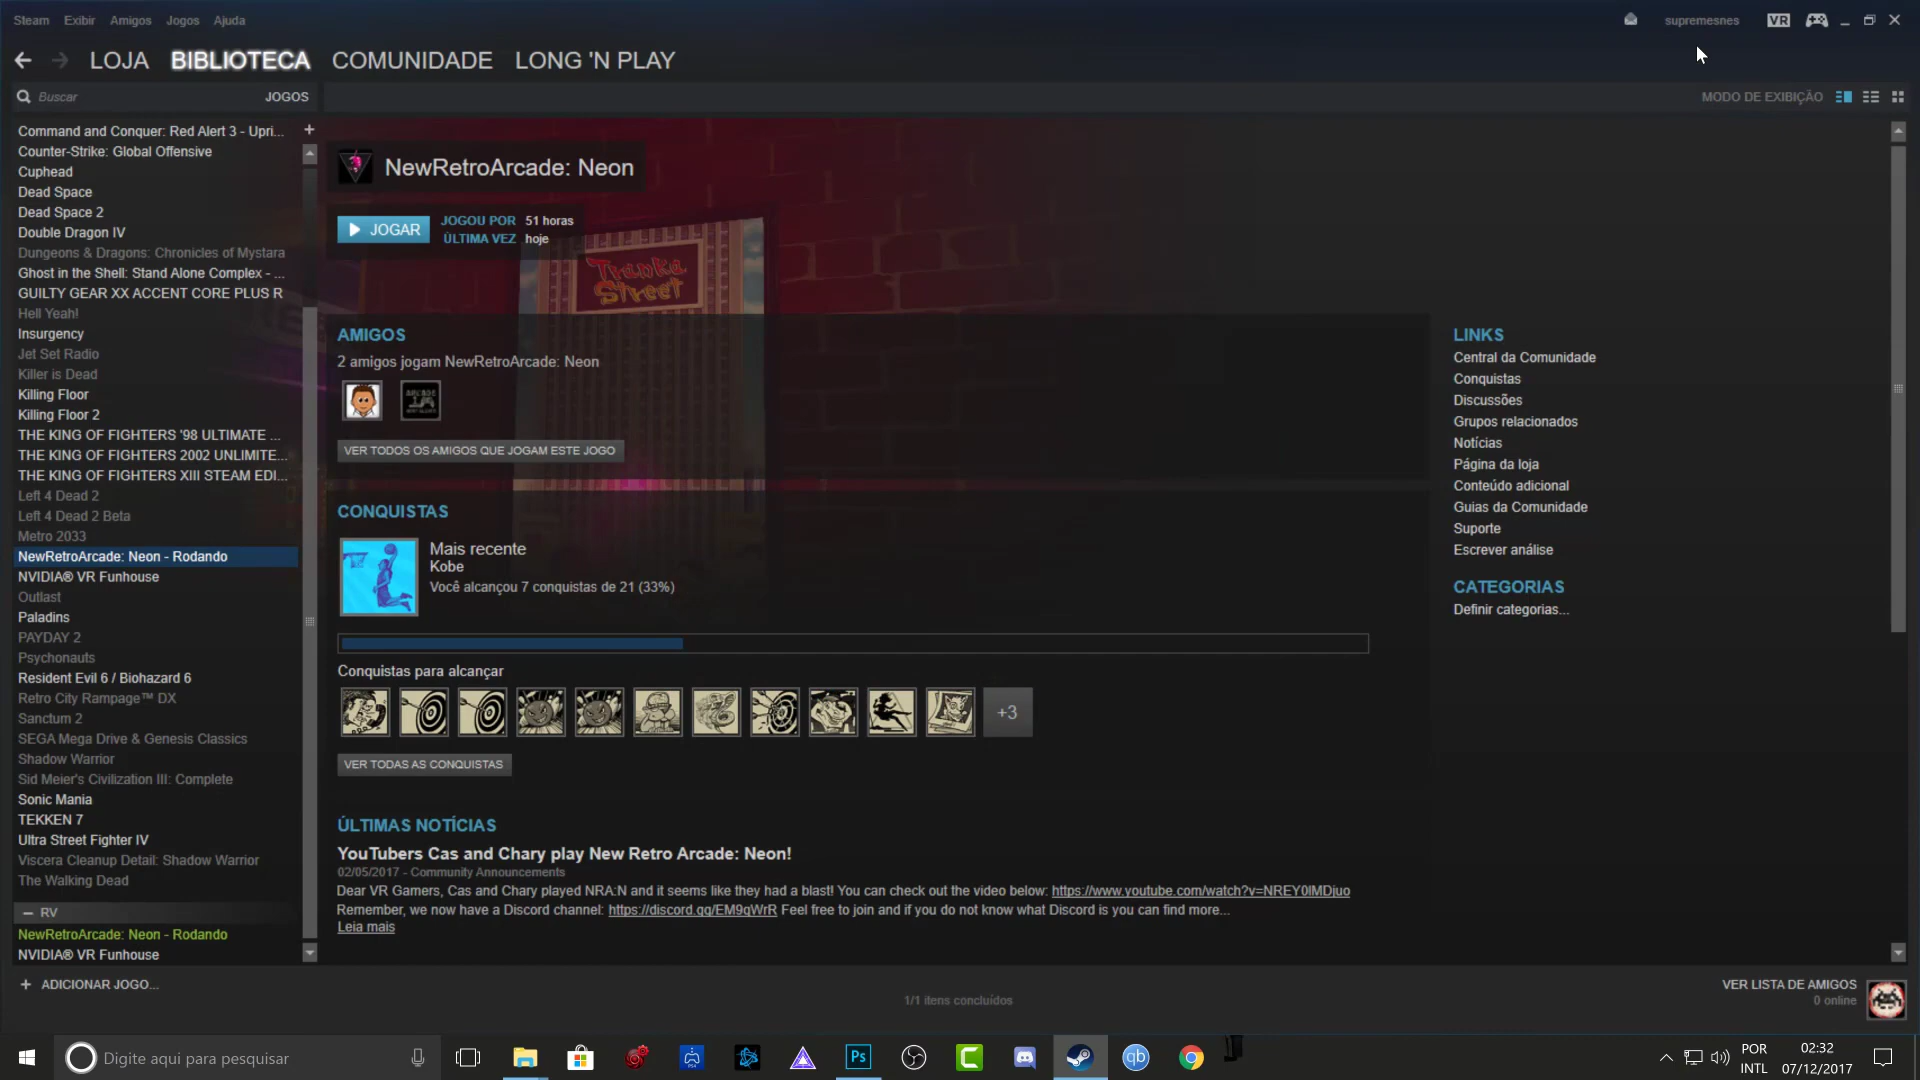 Steam Exibir Amigos Jogos Ajuda
supremesnes VR
LOJA BIBLIOTECA COMUNIDADE LONG 'N PLAY
Buscar JOGOS
MODO DE EXIBIÇÃO
Command and Conquer: Red Alert 3 - Upri... +
Counter-Strike: Global Offensive
Cuphead
Dead Space
Dead Space 2
Double Dragon IV
Dungeons & Dragons: Chronicles of Mystara
Ghost in the Shell: Stand Alone Complex - ...
GUILTY GEAR XX ACCENT CORE PLUS R
Hell Yeah!
Insurgency
Jet Set Radio
Killer is Dead
Killing Floor
Killing Floor 2
THE KING OF FIGHTERS '98 ULTIMATE ...
THE KING OF FIGHTERS 2002 UNLIMITE...
THE KING OF FIGHTERS XIII STEAM EDI...
Left 4 Dead 2
Left 4 Dead 2 Beta
Metro 2033
NewRetroArcade: Neon - Rodando
NVIDIA® VR Funhouse
Outlast
Paladins
PAYDAY 2
Psychonauts
Resident Evil 6 / Biohazard 6
Retro City Rampage™ DX
Sanctum 2
SEGA Mega Drive & Genesis Classics
Shadow Warrior
Sid Meier's Civilization III: Complete
Sonic Mania
TEKKEN 7
Ultra Street Fighter IV
Viscera Cleanup Detail: Shadow Warrior
The Walking Dead
— RV
NewRetroArcade: Neon - Rodando
NVIDIA® VR Funhouse
+ ADICIONAR JOGO...
NewRetroArcade: Neon
JOGAR
JOGOU POR 51 horas
ÚLTIMA VEZ hoje
Tranka
Street
AMIGOS
2 amigos jogam NewRetroArcade: Neon
VER TODOS OS AMIGOS QUE JOGAM ESTE JOGO
CONQUISTAS
Mais recente
Kobe
Você alcançou 7 conquistas de 21 (33%)
Conquistas para alcançar
+3
VER TODAS AS CONQUISTAS
ÚLTIMAS NOTÍCIAS
YouTubers Cas and Chary play New Retro Arcade: Neon!
02/05/2017 - Community Announcements
Dear VR Gamers, Cas and Chary played NRA:N and it seems like they had a blast! You can check out the video below: https://www.youtube.com/watch?v=NREY0lMDjuo
Remember, we now have a Discord channel: https://discord.gg/EM9qWrR Feel free to join and if you do not know what Discord is you can find more...
Leia mais
LINKS
Central da Comunidade
Conquistas
Discussões
Grupos relacionados
Notícias
Página da loja
Conteúdo adicional
Guias da Comunidade
Suporte
Escrever análise
CATEGORIAS
Definir categorias...
1/1 itens concluídos
VER LISTA DE AMIGOS
0 online
Digite aqui para pesquisar
Ps
qb
POR
INTL
02:32
07/12/2017